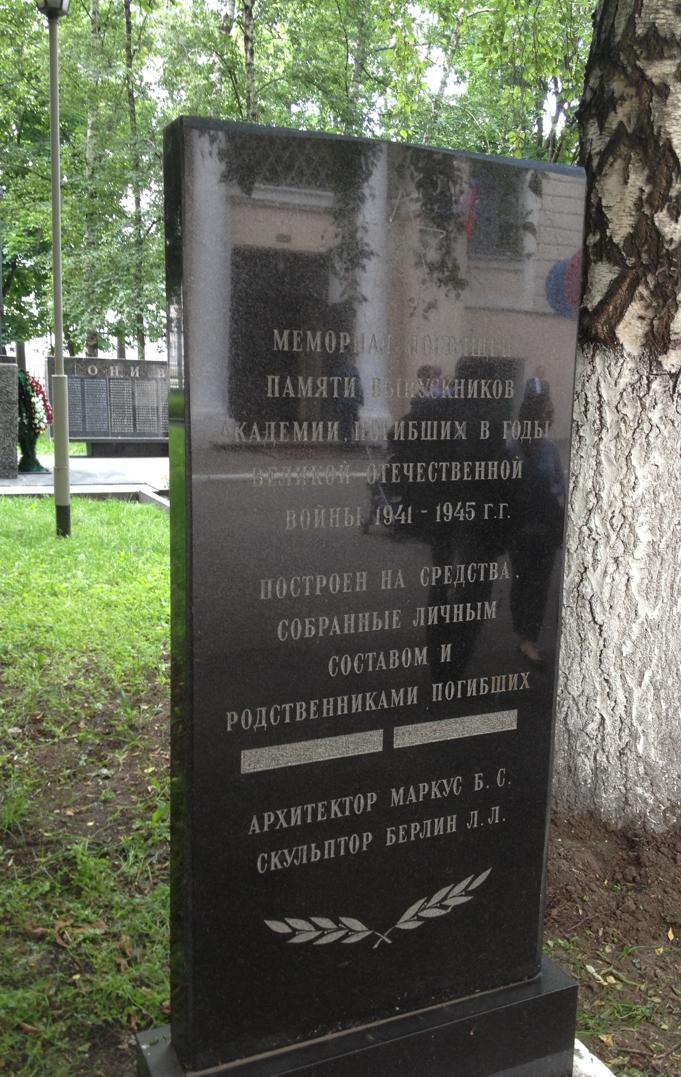 ОНИ В
МЕМОРИАЛ ПОСВЯЩЕН
ПАМЯТИ ВЫПУСКНИКОВ
АКАДЕМИИ, ПОГИБШИХ В ГОДЫ
ВЕЛИКОЙ ОТЕЧЕСТВЕННОЙ
ВОЙНЫ 1941 - 1945 Г.Г.
ПОСТРОЕН НА СРЕДСТВА,
СОБРАННЫЕ ЛИЧНЫМ
СОСТАВОМ И
РОДСТВЕННИКАМИ ПОГИБШИХ
АРХИТЕКТОР МАРКУС Б. С.
СКУЛЬПТОР БЕРЛИН Л. Л.